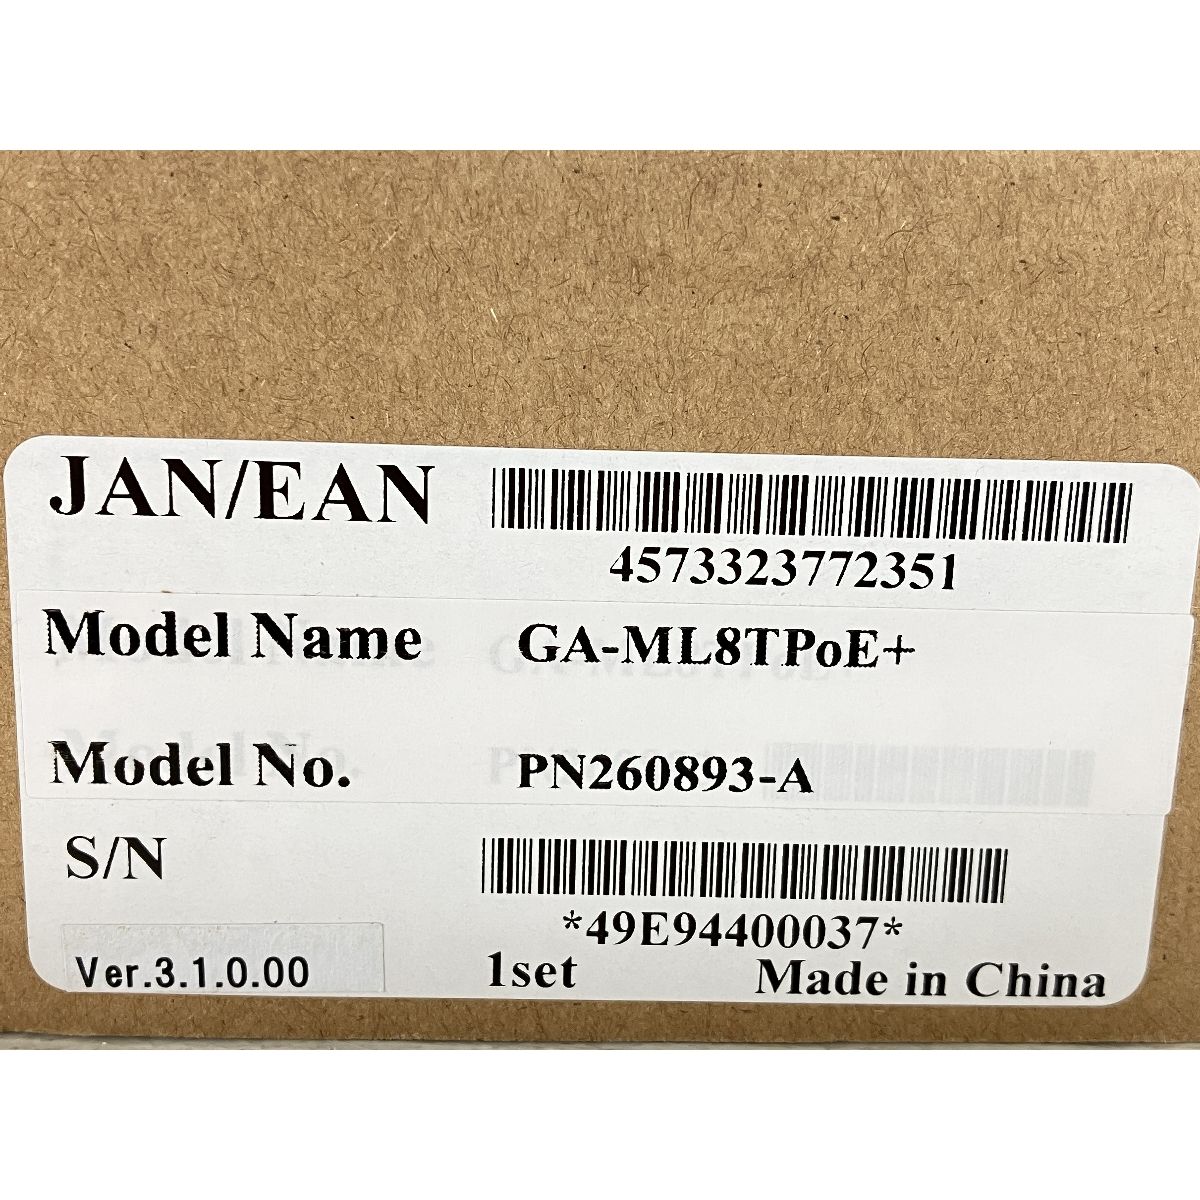 JAN/EAN
4573323772351
Model Name GA-ML8TPoE+
Model No. PN260893-A
S/N
*49E94400037*
Ver.3.1.0.00 1set Made in China